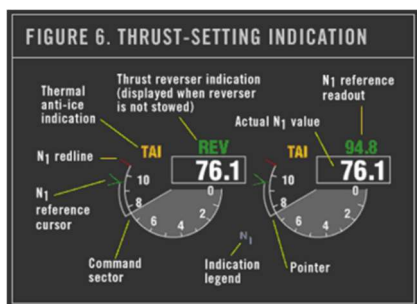 FIGURE 6. THRUST-SETTING INDICATION
Thermal
anti-ice
indication
Thrust reverser indication
(displayed when reverser
is not stowed)
N1 reference
readout
Actual N1 value
TAI
REV
TAI
94.8
N1 redline
76.1
76.1
N1
reference
cursor
10
8
6
4
2
0
10
8
6
4
2
0
N1
Command
sector
Indication
legend
Pointer